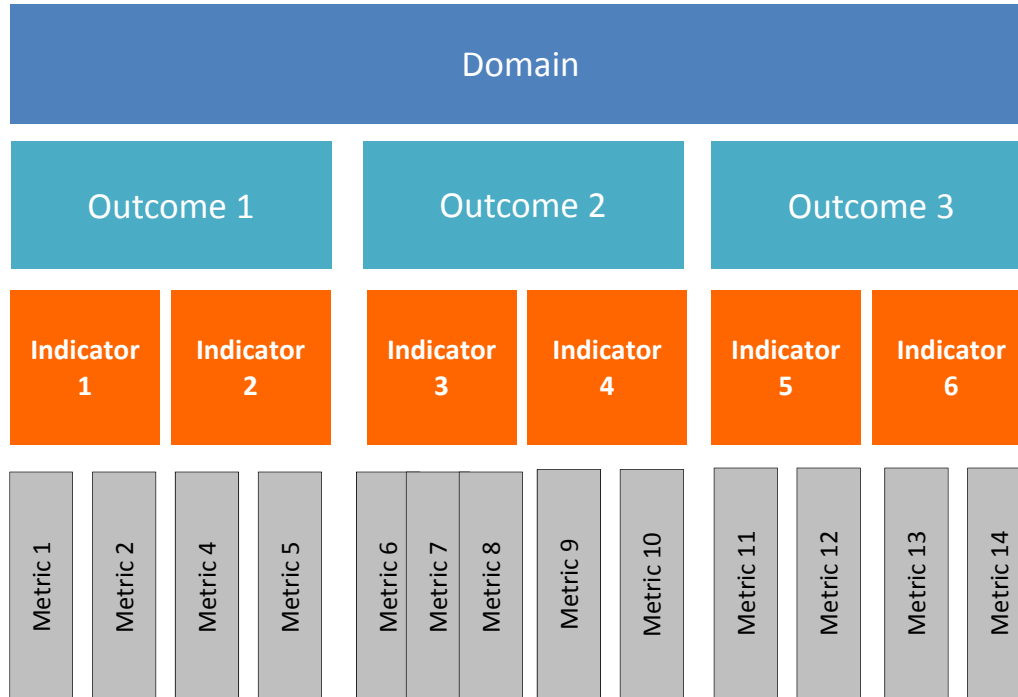 Domain
Outcome 1
Outcome 2
Outcome 3
Indicator
1
Indicator
2
Indicator
3
Indicator
4
Indicator
5
Indicator
6
Metric 1
Metric 2
Metric 4
Metric 5
Metric 6
Metric 7
Metric 8
Metric 9
Metric 10
Metric 11
Metric 12
Metric 13
Metric 14